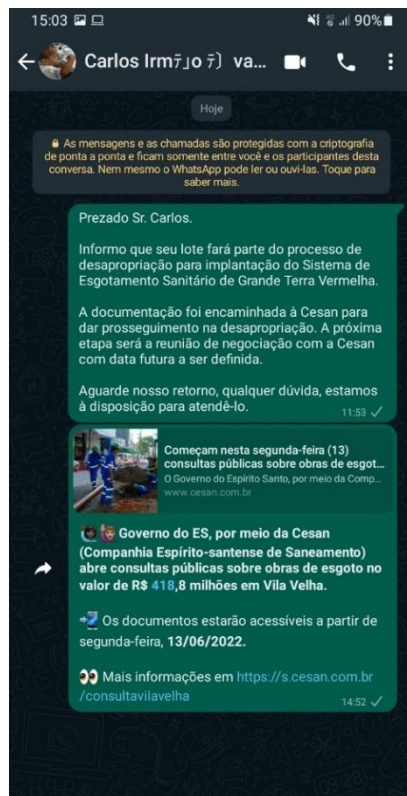 15:03
90%
Carlos Irmテ」o テ） va...
Hoje
As mensagens e as chamadas são protegidas com a criptografia
de ponta a ponta e ficam somente entre você e os participantes desta
conversa. Nem mesmo o WhatsApp pode ler ou ouvi-las. Toque para
saber mais.
Prezado Sr. Carlos.
Informo que seu lote fará parte do processo de
desapropriação para implantação do Sistema de
Esgotamento Sanitário de Grande Terra Vermelha.
A documentação foi encaminhada à Cesan para
dar prosseguimento na desapropriação. A próxima
etapa será a reunião de negociação com a Cesan
com data futura a ser definida.
Aguarde nosso retorno, qualquer dúvida, estamos
à disposição para atendê-lo.
11:53
Começam nesta segunda-feira (13)
consultas públicas sobre obras de esgot...
O Governo do Espírito Santo, por meio da Comp...
www.cesan.com.br
Governo do ES, por meio da Cesan
(Companhia Espírito-santense de Saneamento)
abre consultas públicas sobre obras de esgoto no
valor de R$ 418,8 milhões em Vila Velha.
Os documentos estarão acessíveis a partir de
segunda-feira, 13/06/2022.
Mais informações em https://s.cesan.com.br
/consultavilavelha
14:52